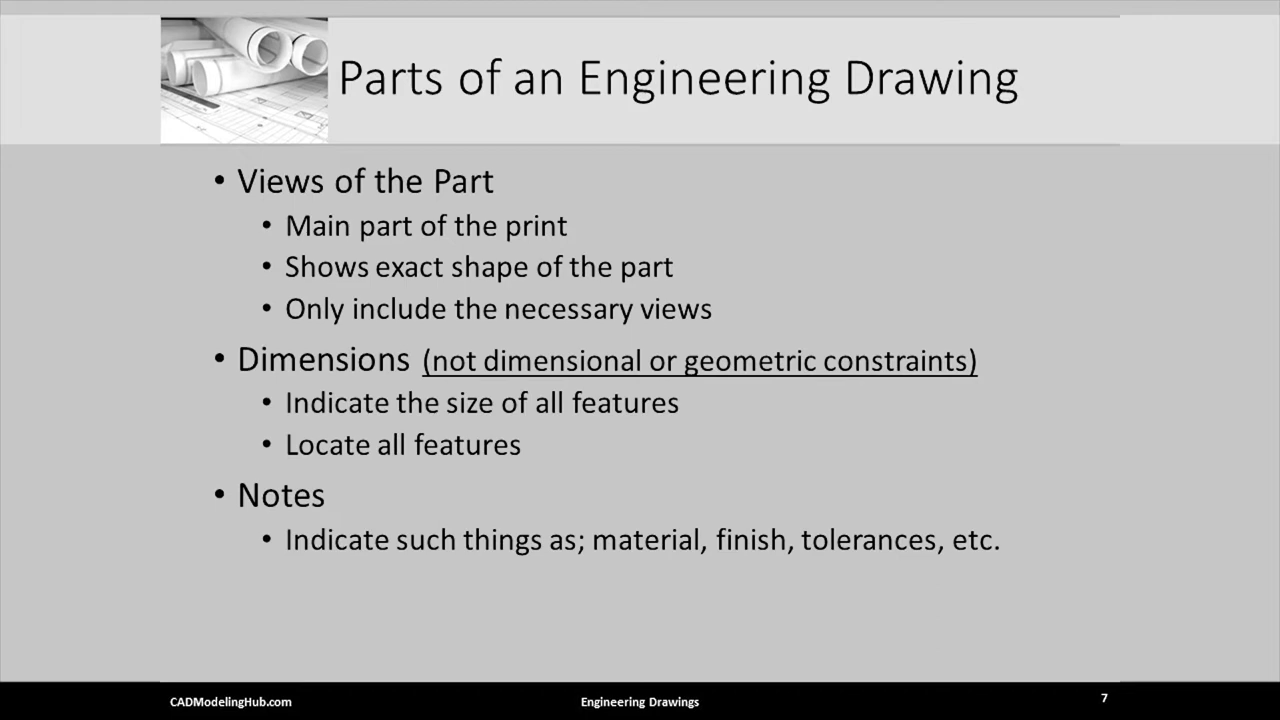 Parts of an Engineering Drawing
• Views of the Part
• Main part of the print
• Shows exact shape of the part
• Only include the necessary views
• Dimensions (not dimensional or geometric constraints)
• Indicate the size of all features
• Locate all features
• Notes
• Indicate such things as; material, finish, tolerances, etc.
CADModelingHub.com
Engineering Drawings
7